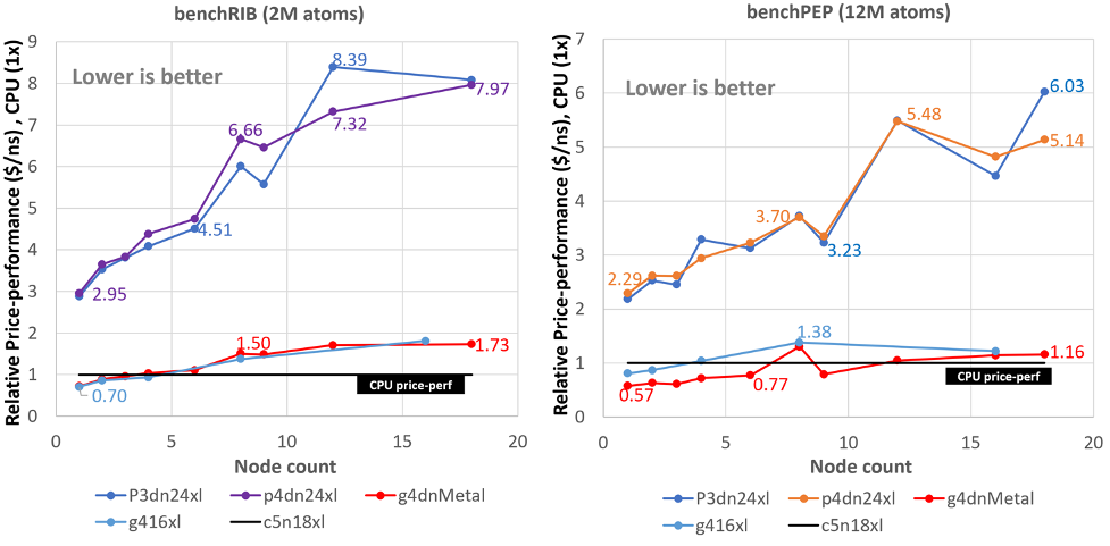 benchRIB (2M atoms)
Relative Price-performance ($/ns) , CPU (1x)
9
8
7
6
5
4
3
2
1
0
Lower is better
8.39
7.97
7.32
6.66
4.51
2.95
1.50
1.73
0.70
CPU price-perf
0 5 10 15 20
Node count
P3dn24xl p4dn24xl g4dnMetal
g416xl c5n18xl
benchPEP (12M atoms)
Relative Price-performance ($/ns), CPU (1x)
7
6
5
4
3
2
1
0
Lower is better
6.03
5.48
5.14
3.70
3.23
2.29
1.38
1.16
0.77
0.57
CPU price-perf
0 5 10 15 20
Node count
P3dn24xl p4dn24xl g4dnMetal
g416xl c5n18xl